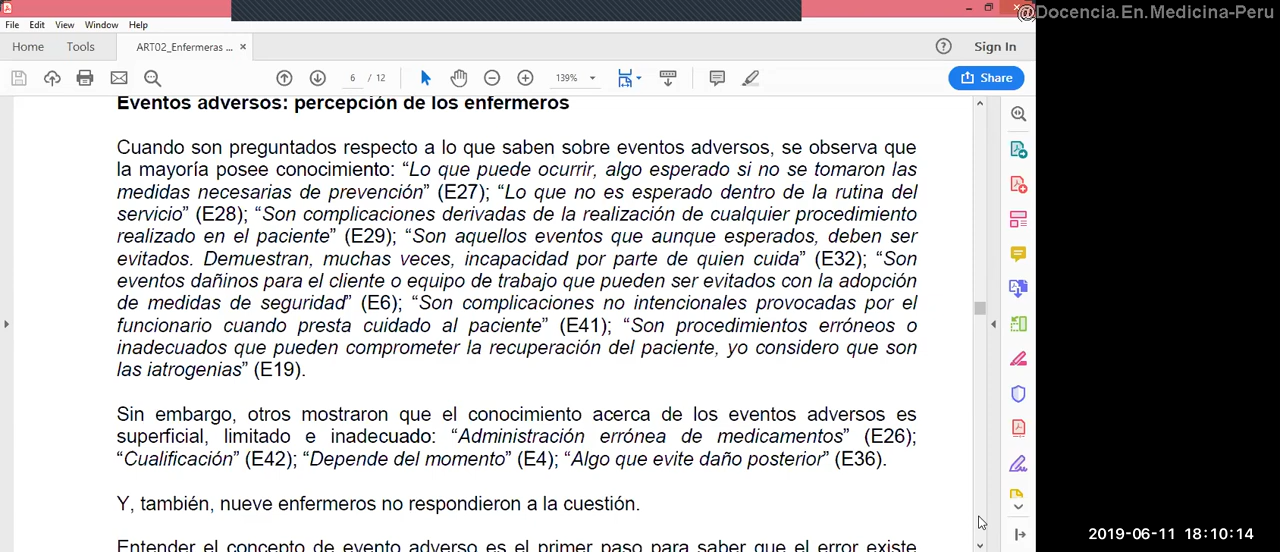 @Docencia.En.Medicina-Peru
File Edit View Window Help
Home Tools ART02_Enfermeras ... × Sign In
6 / 12 139% Share
Eventos adversos: percepción de los enfermeros
Cuando son preguntados respecto a lo que saben sobre eventos adversos, se observa que
la mayoría posee conocimiento: “Lo que puede ocurrir, algo esperado si no se tomaron las
medidas necesarias de prevención” (E27); “Lo que no es esperado dentro de la rutina del
servicio” (E28); “Son complicaciones derivadas de la realización de cualquier procedimiento
realizado en el paciente” (E29); “Son aquellos eventos que aunque esperados, deben ser
evitados. Demuestran, muchas veces, incapacidad por parte de quien cuida” (E32); “Son
eventos dañinos para el cliente o equipo de trabajo que pueden ser evitados con la adopción
de medidas de seguridad” (E6); “Son complicaciones no intencionales provocadas por el
funcionario cuando presta cuidado al paciente” (E41); “Son procedimientos erróneos o
inadecuados que pueden comprometer la recuperación del paciente, yo considero que son
las iatrogenias” (E19).
Sin embargo, otros mostraron que el conocimiento acerca de los eventos adversos es
superficial, limitado e inadecuado: “Administración errónea de medicamentos” (E26);
“Cualificación” (E42); “Depende del momento” (E4); “Algo que evite daño posterior” (E36).
Y, también, nueve enfermeros no respondieron a la cuestión.
Entender el concepto de evento adverso es el primer paso para saber que el error existe
2019-06-11 18:10:14